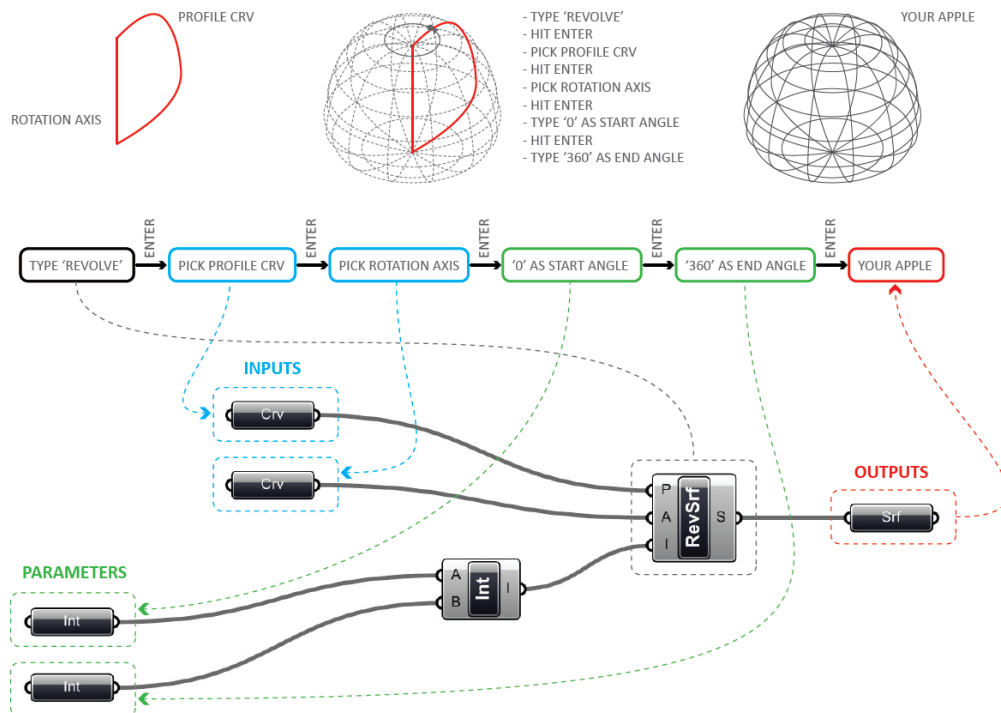 PROFILE CRV
ROTATION AXIS
- TYPE ‘REVOLVE’
- HIT ENTER
- PICK PROFILE CRV
- HIT ENTER
- PICK ROTATION AXIS
- HIT ENTER
- TYPE ‘0’ AS START ANGLE
- HIT ENTER
- TYPE ‘360’ AS END ANGLE
YOUR APPLE
TYPE ‘REVOLVE’
ENTER
PICK PROFILE CRV
ENTER
PICK ROTATION AXIS
ENTER
‘0’ AS START ANGLE
ENTER
‘360’ AS END ANGLE
ENTER
YOUR APPLE
INPUTS
Crv
Crv
P
A
I
RevSrf
S
OUTPUTS
Srf
PARAMETERS
Int
Int
A
B
Int
I